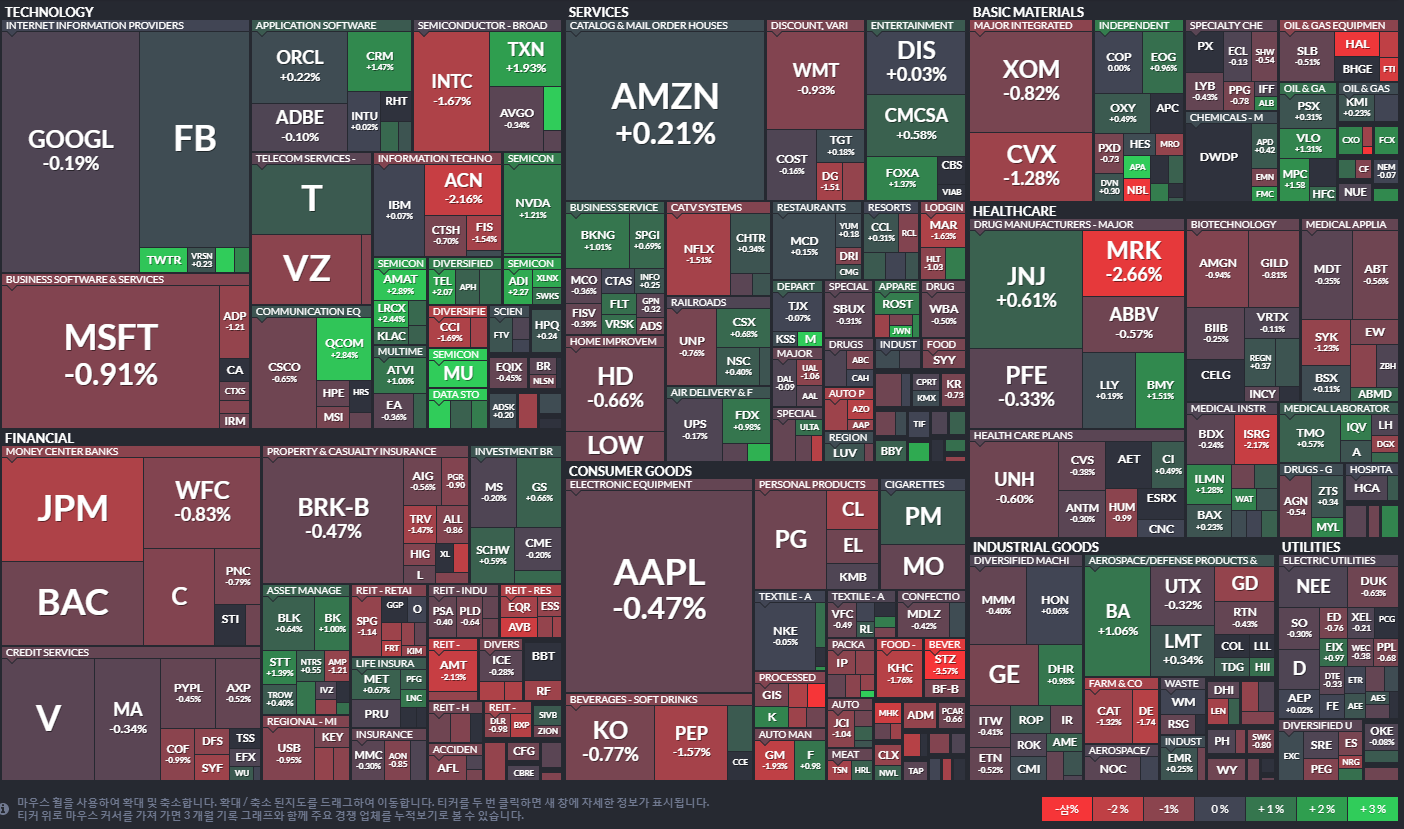 TECHNOLOGY
INTERNET INFORMATION PROVIDERS
GOOGL
-0.19%
FB
TWTR
VRSN
+0.23
APPLICATION SOFTWARE
ORCL
+0.22%
CRM
+1.47%
ADBE
-0.10%
INTU
+0.02%
RHT
SEMICONDUCTOR - BROAD
INTC
-1.67%
TXN
+1.93%
AVGO
-0.34%
TELECOM SERVICES -
T
VZ
INFORMATION TECHNO
IBM
+0.07%
ACN
-2.16%
CTSH
-0.70%
FIS
-1.54%
SEMICON
NVDA
+1.21%
BUSINESS SOFTWARE & SERVICES
MSFT
-0.91%
ADP
-1.21
CA
CTXS
IRM
COMMUNICATION EQ
CSCO
-0.65%
QCOM
+2.84%
HPE
HRS
MSI
SEMICON
AMAT
+2.89%
LRCX
+2.44%
KLAC
DIVERSIFIED
TEL
+2.07
APH
SEMICON
ADI
+2.27
XLNX
SWKS
DIVERSIFIE
CCI
-1.69%
SCIEN
FTV
HPQ
+0.24
MULTIME
ATVI
+1.00%
EA
-0.36%
SEMICON
MU
DATA STO
EQIX
-0.45%
BR
NLSN
ADSK
-0.20
FINANCIAL
MONEY CENTER BANKS
JPM
WFC
-0.83%
BAC
C
PNC
-0.79%
STI
PROPERTY & CASUALTY INSURANCE
BRK-B
-0.47%
AIG
-0.56%
PGR
-0.90
TRV
-1.47%
ALL
-0.86
HIG
XL
L
INVESTMENT BR
MS
-0.20%
GS
+0.66%
SCHW
+0.59%
CME
-0.20%
CREDIT SERVICES
V
MA
-0.34%
PYPL
-0.45%
AXP
-0.52%
COF
-0.99%
DFS
SYF
TSS
EFX
WU
ASSET MANAGE
BLK
+0.64%
BK
+1.00%
STT
+1.39%
NTRS
+0.55
AMP
-1.21
TROW
+0.40%
IVZ
REIT - RETAI
SPG
-1.14
GGP
O
FRT
KIM
REIT - INDU
PSA
-0.40
PLD
-0.64
REIT - RES
EQR
ESS
AVB
LIFE INSURA
MET
+0.67%
PFG
LNC
PRU
REIT -
AMT
-2.13%
DIVERS
ICE
-0.28%
BBT
RF
REGIONAL - MI
USB
-0.95%
KEY
INSURANCE
MMC
-0.30%
AON
-0.85
REIT - H
REIT -
DLR
-0.98
BXP
SIVB
ZION
ACCIDEN
AFL
CFG
CBRE
SERVICES
CATALOG & MAIL ORDER HOUSES
AMZN
+0.21%
DISCOUNT, VARI
WMT
-0.93%
COST
-0.16%
TGT
+0.18%
DG
-1.51
ENTERTAINMENT
DIS
+0.03%
CMCSA
+0.58%
FOXA
+1.37%
CBS
VIAB
BUSINESS SERVICE
BKNG
+1.01%
SPGI
+0.69%
MCO
-0.36%
CTAS
INFO
+0.25
FISV
-0.39%
FLT
GPN
-0.32
VRSK
ADS
CATV SYSTEMS
NFLX
-1.51%
CHTR
+0.34%
RESTAURANTS
MCD
+0.15%
YUM
+0.18
DRI
CMG
RESORTS
CCL
+0.31%
RCL
LODGIN
MAR
-1.63%
HLT
-1.03
RAILROADS
UNP
-0.76%
CSX
+0.68%
NSC
+0.40%
DEPART
TJX
-0.07%
KSS
M
SPECIAL
SBUX
-0.31%
APPARE
ROST
JWN
DRUG
WBA
-0.50%
HOME IMPROVEM
HD
-0.66%
LOW
MAJOR
DAL
-0.09
UAL
-1.06
AAL
DRUGS
ABC
CAH
INDUST
FOOD
SYY
CPRT
KMX
KR
-0.73
AIR DELIVERY & F
UPS
-0.17%
FDX
+0.98%
SPECIAL
ULTA
AUTO P
AZO
AAP
REGION
LUV
TIF
BBY
CONSUMER GOODS
ELECTRONIC EQUIPMENT
AAPL
-0.47%
PERSONAL PRODUCTS
PG
CL
EL
KMB
CIGARETTES
PM
MO
TEXTILE - A
NKE
-0.05%
TEXTILE - A
VFC
-0.49
RL
CONFECTIO
MDLZ
-0.42%
PACKA
IP
FOOD -
KHC
-1.76%
BEVER
STZ
-3.57%
BF-B
BEVERAGES - SOFT DRINKS
KO
-0.77%
PEP
-1.57%
CCE
PROCESSED
GIS
K
AUTO MAN
GM
-1.93%
F
+0.98
AUTO
JCI
-1.04
MHK
ADM
PCAR
-0.66
MEAT
TSN
HRL
CLX
NWL
TAP
BASIC MATERIALS
MAJOR INTEGRATED
XOM
-0.82%
CVX
-1.28%
INDEPENDENT
COP
0.00%
EOG
+0.96%
OXY
+0.49%
APC
PXD
-0.73
HES
MRO
APA
DVN
+0.30
NBL
SPECIALTY CHE
PX
ECL
-0.13
SHW
-0.54
LYB
-0.43%
PPG
-0.78
IFF
ALB
OIL & GAS EQUIPMEN
SLB
-0.51%
HAL
BHGE
FTI
CHEMICALS - M
DWDP
APD
+0.42
EMN
FMC
OIL & GA
PSX
+0.31%
VLO
+1.31%
MPC
+1.58
HFC
OIL & GAS
KMI
+0.23%
CXO
FCX
CF
NEM
-0.07
NUE
HEALTHCARE
DRUG MANUFACTURERS - MAJOR
JNJ
+0.61%
MRK
-2.66%
ABBV
-0.57%
PFE
-0.33%
LLY
+0.19%
BMY
+1.51%
BIOTECHNOLOGY
AMGN
-0.94%
GILD
-0.81%
BIIB
-0.25%
VRTX
-0.11%
REGN
+0.37
CELG
INCY
MEDICAL APPLIA
MDT
-0.35%
ABT
-0.56%
SYK
-1.23%
EW
BSX
+0.11%
ZBH
ABMD
HEALTH CARE PLANS
UNH
-0.60%
CVS
-0.38%
AET
CI
+0.49%
ANTM
-0.30%
HUM
-0.99
ESRX
CNC
MEDICAL INSTR
BDX
-0.24%
ISRG
-2.17%
ILMN
+1.28%
WAT
BAX
+0.23%
MEDICAL LABORATOR
TMO
+0.57%
IQV
LH
A
DGX
DRUGS - G
AGN
-0.54
ZTS
+0.34
MYL
HOSPITA
HCA
INDUSTRIAL GOODS
DIVERSIFIED MACHI
MMM
-0.40%
HON
+0.06%
GE
DHR
+0.98%
ITW
-0.41%
ROP
IR
ETN
-0.52%
ROK
AME
CMI
AEROSPACE/DEFENSE PRODUCTS &
BA
+1.06%
UTX
-0.32%
GD
RTN
-0.43%
LMT
+0.34%
COL
LLL
TDG
HII
FARM & CO
CAT
-1.32%
DE
-1.74
AEROSPACE/
NOC
WASTE
WM
RSG
INDUST
EMR
+0.25%
DHI
LEN
PH
SWK
-0.80
WY
UTILITIES
ELECTRIC UTILITIES
NEE
DUK
-0.63%
SO
-0.30%
ED
-0.76
XEL
-0.21
PCG
D
EIX
+0.97
WEC
-0.38
PPL
-0.68
DTE
-0.33
ETR
AEP
+0.02%
FE
AEE
AES
DIVERSIFIED U
EXC
SRE
ES
PEG
NRG
OKE
-0.08%
마우스 휠을 사용하여 확대 및 축소합니다. 확대 / 축소 된지도를 드래그하여 이동합니다. 티커를 두 번 클릭하면 새 창에 자세한 정보가 표시됩니다.
티커 위로 마우스 커서를 가져 가면 3 개월 기록 그래프와 함께 주요 경쟁 업체를 누적보기로 볼 수 있습니다.
-삼% -2 % -1% 0 % +1 % +2 % +3 %